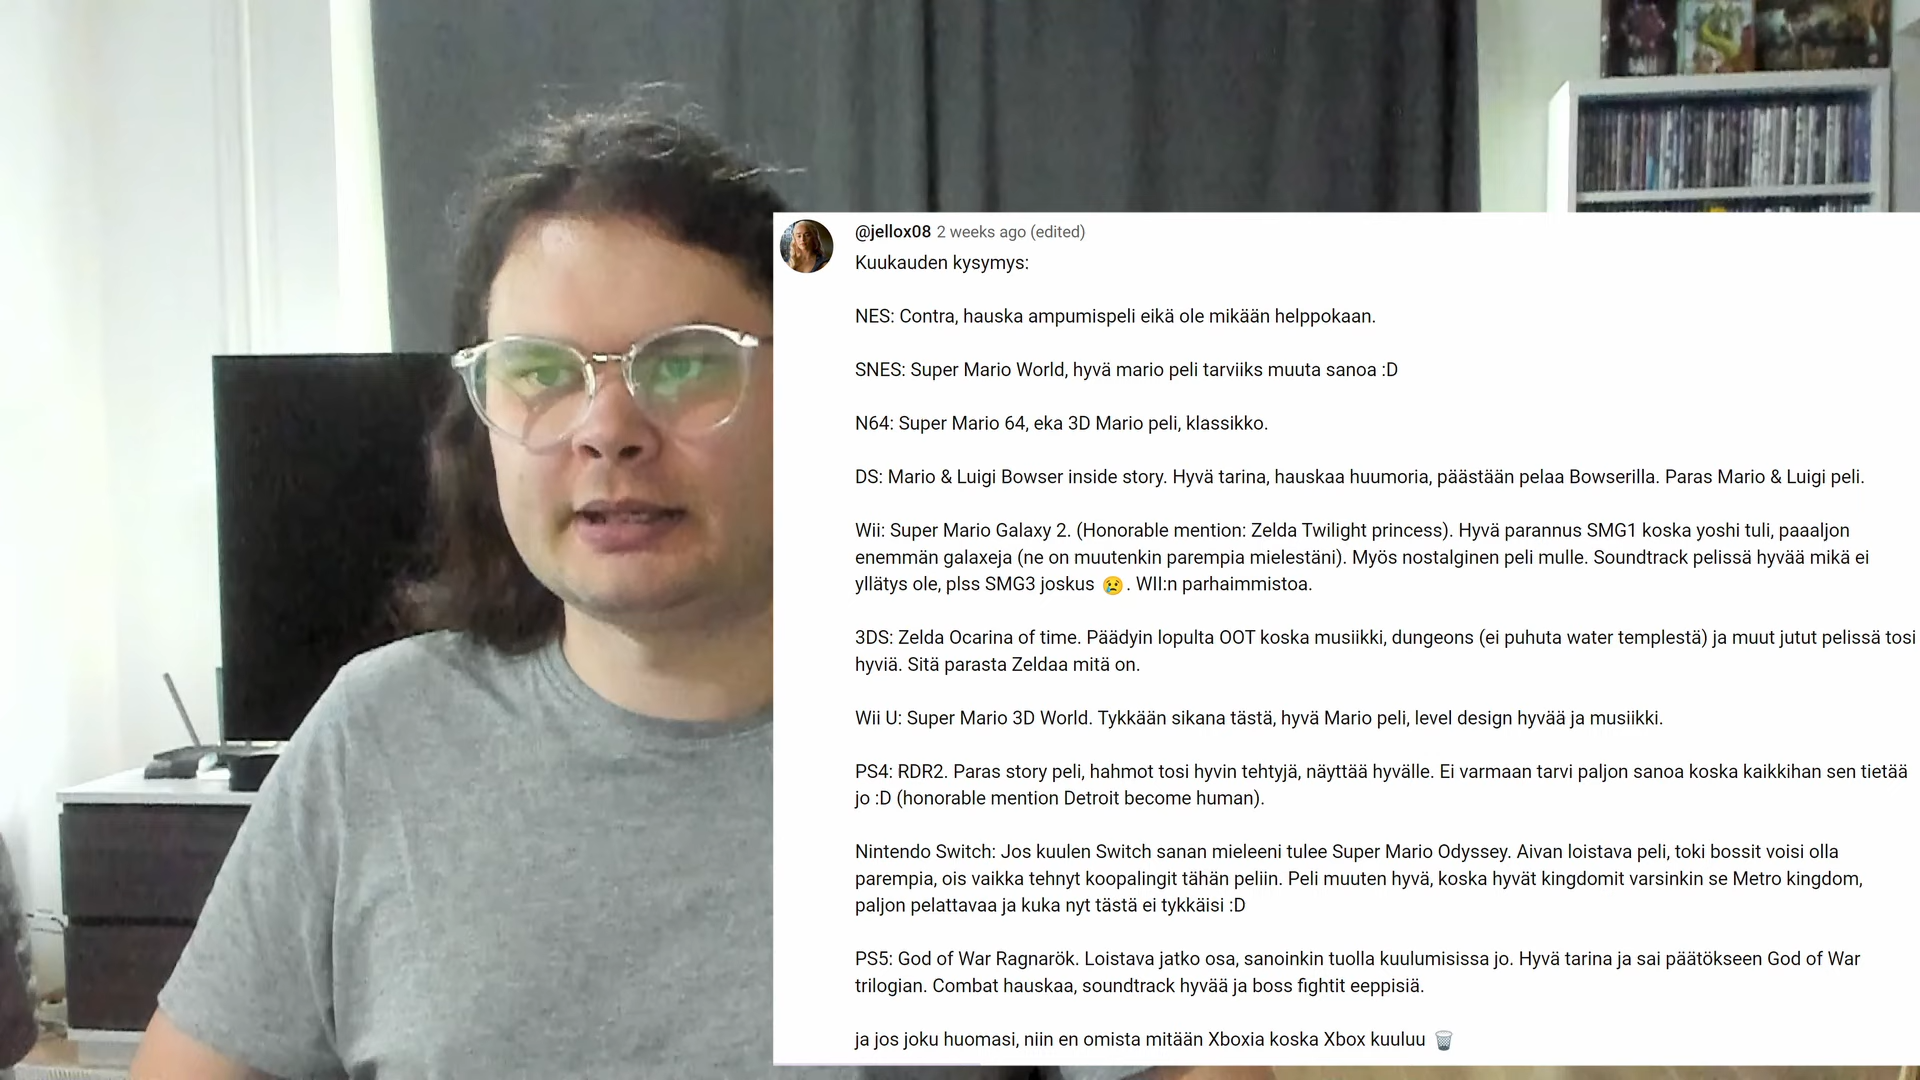 @jellox08 2 weeks ago (edited)
Kuukauden kysymys:
NES: Contra, hauska ampumispeli eikä ole mikään helppokaan.
SNES: Super Mario World, hyvä mario peli tarviiks muuta sanoa :D
N64: Super Mario 64, eka 3D Mario peli, klassikko.
DS: Mario & Luigi Bowser inside story. Hyvä tarina, hauskaa huumoria, päästään pelaa Bowserilla. Paras Mario & Luigi peli.
Wii: Super Mario Galaxy 2. (Honorable mention: Zelda Twilight princess). Hyvä parannus SMG1 koska yoshi tuli, paaaljon
enemmän galaxeja (ne on muutenkin parempia mielestäni). Myös nostalginen peli mulle. Soundtrack pelissä hyvää mikä ei
yllätys ole, plss SMG3 joskus 😢. WII:n parhaimmistoa.
3DS: Zelda Ocarina of time. Päädyin lopulta OOT koska musiikki, dungeons (ei puhuta water templestä) ja muut jutut pelissä tosi
hyviä. Sitä parasta Zeldaa mitä on.
Wii U: Super Mario 3D World. Tykkään sikana tästä, hyvä Mario peli, level design hyvää ja musiikki.
PS4: RDR2. Paras story peli, hahmot tosi hyvin tehtyjä, näyttää hyvälle. Ei varmaan tarvi paljon sanoa koska kaikkihan sen tietää
jo :D (honorable mention Detroit become human).
Nintendo Switch: Jos kuulen Switch sanan mieleeni tulee Super Mario Odyssey. Aivan loistava peli, toki bossit voisi olla
parempia, ois vaikka tehnyt koopalingit tähän peliin. Peli muuten hyvä, koska hyvät kingdomit varsinkin se Metro kingdom,
paljon pelattavaa ja kuka nyt tästä ei tykkäisi :D
PS5: God of War Ragnarök. Loistava jatko osa, sanoinkin tuolla kuulumisissa jo. Hyvä tarina ja sai päätökseen God of War
trilogian. Combat hauskaa, soundtrack hyvää ja boss fightit eeppisiä.
ja jos joku huomasi, niin en omista mitään Xboxia koska Xbox kuuluu 🗑️